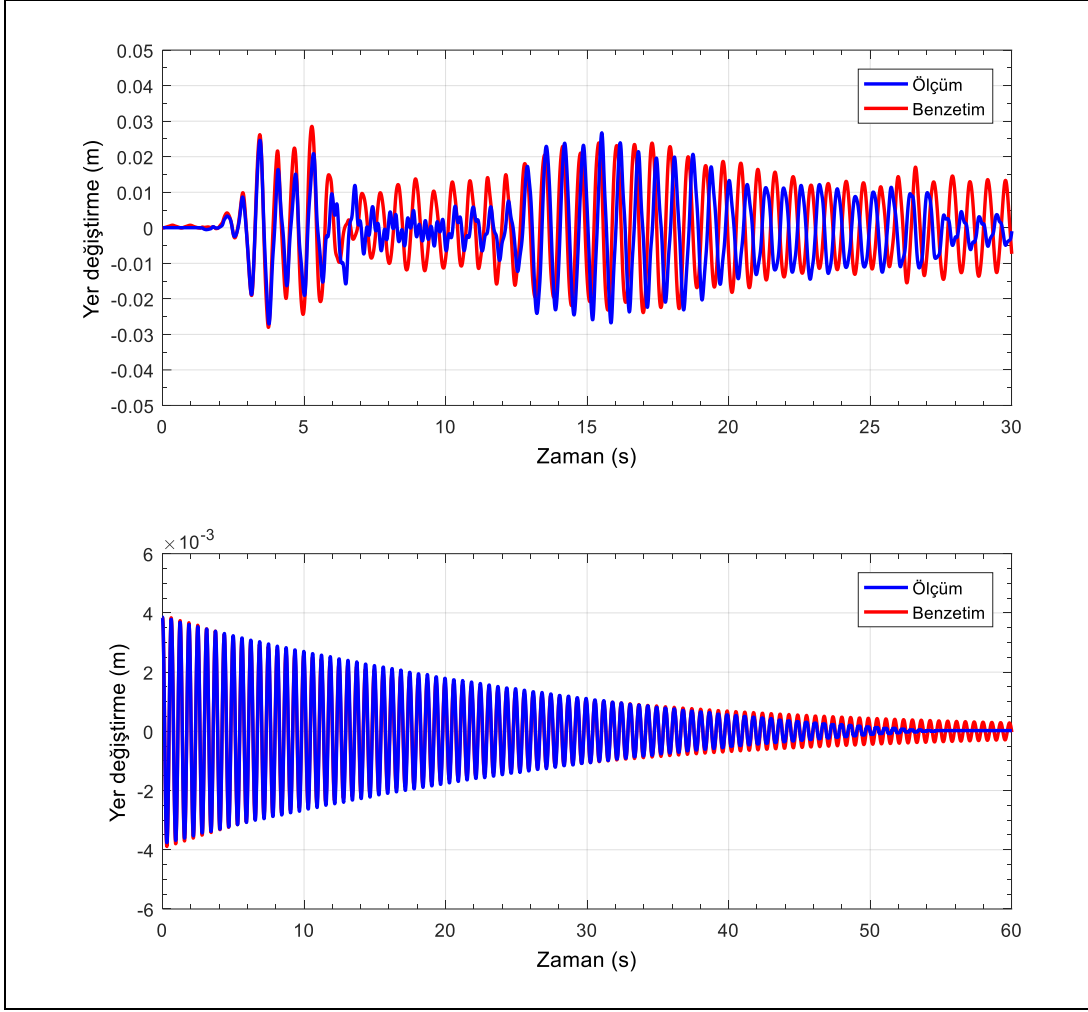 0.05
0.04
0.03
0.02
0.01
0
-0.01
-0.02
-0.03
-0.04
-0.05
Yer değiştirme (m)
Ölçüm
Benzetim
0 5 10 15 20 25 30
Zaman (s)
×10⁻³
6
4
2
0
-2
-4
-6
Yer değiştirme (m)
Ölçüm
Benzetim
0 10 20 30 40 50 60
Zaman (s)